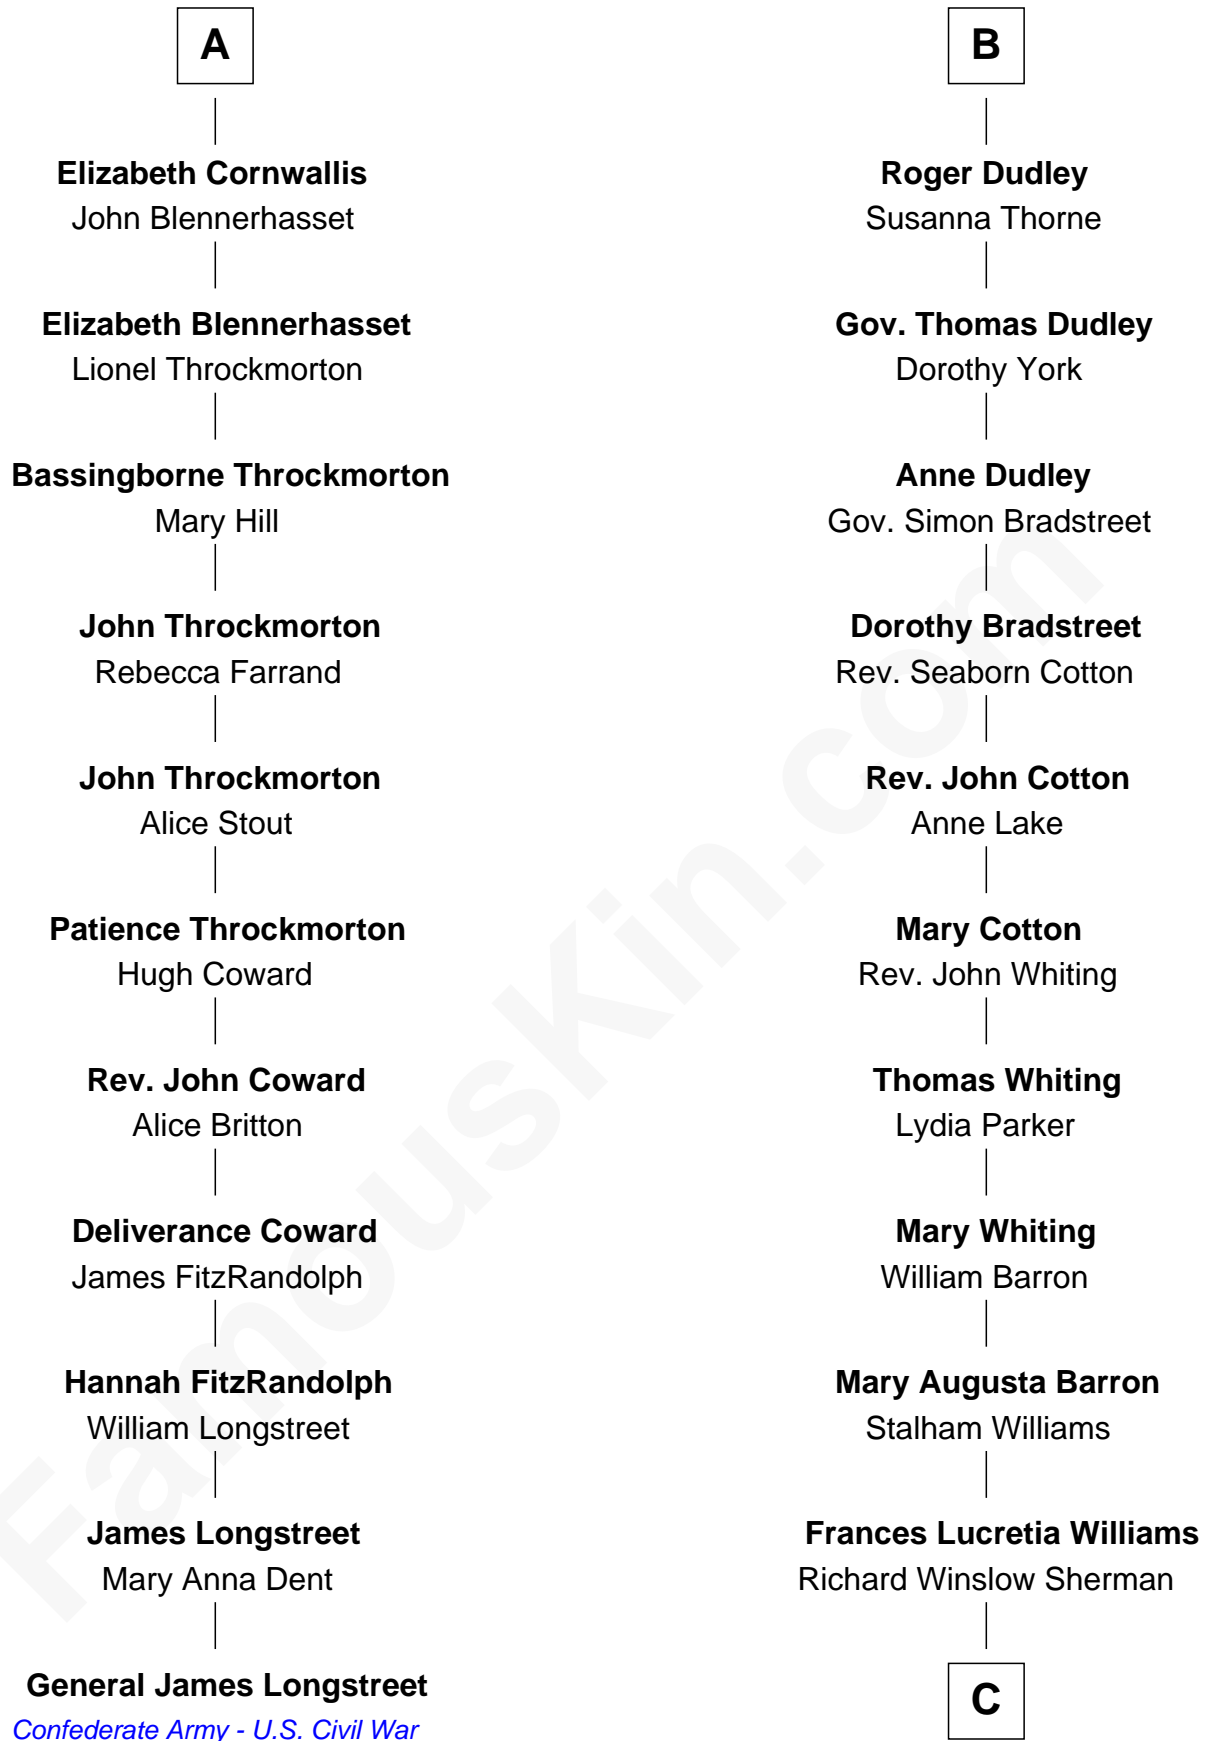 A
Elizabeth Cornwallis
John Blennerhasset
Elizabeth Blennerhasset
Lionel Throckmorton
Bassingborne Throckmorton
Mary Hill
John Throckmorton
Rebecca Farrand
John Throckmorton
Alice Stout
Patience Throckmorton
Hugh Coward
Rev. John Coward
Alice Britton
Deliverance Coward
James FitzRandolph
Hannah FitzRandolph
William Longstreet
James Longstreet
Mary Anna Dent
General James Longstreet
Confederate Army - U.S. Civil War
B
Roger Dudley
Susanna Thorne
Gov. Thomas Dudley
Dorothy York
Anne Dudley
Gov. Simon Bradstreet
Dorothy Bradstreet
Rev. Seaborn Cotton
Rev. John Cotton
Anne Lake
Mary Cotton
Rev. John Whiting
Thomas Whiting
Lydia Parker
Mary Whiting
William Barron
Mary Augusta Barron
Stalham Williams
Frances Lucretia Williams
Richard Winslow Sherman
C
FamousKin.com